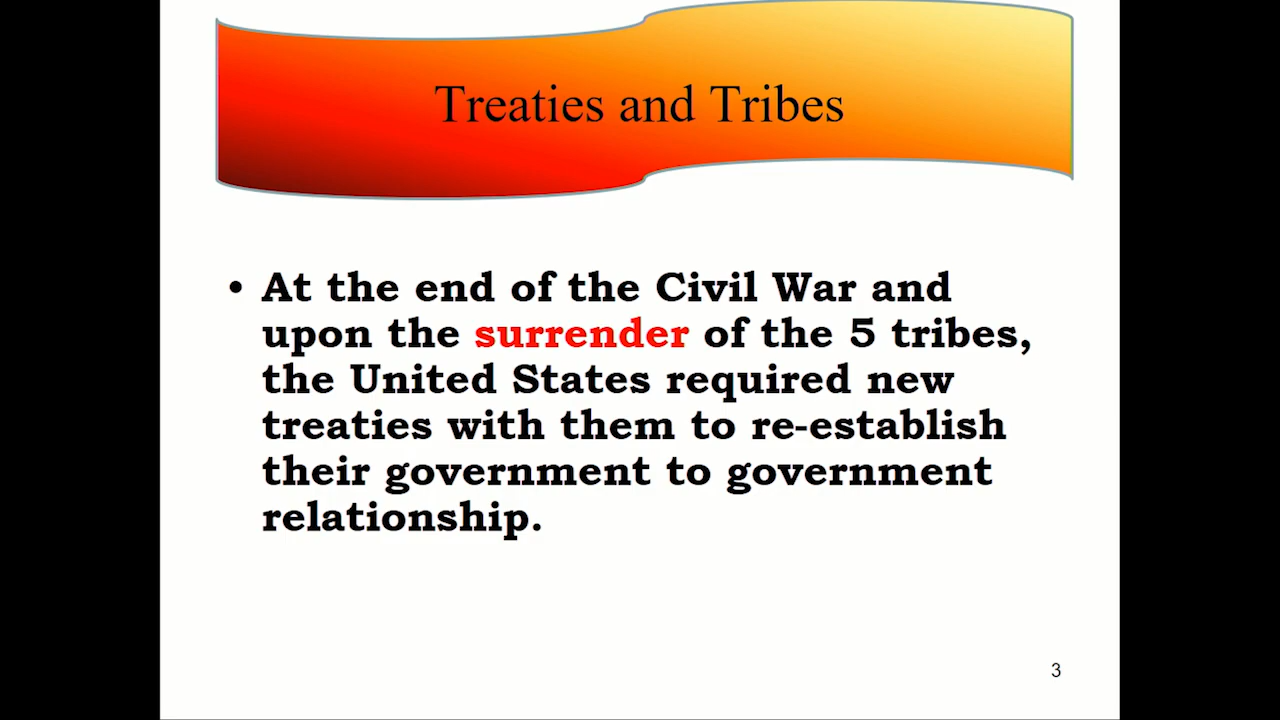 Treaties and Tribes
• At the end of the Civil War and
upon the surrender of the 5 tribes,
the United States required new
treaties with them to re-establish
their government to government
relationship.
3